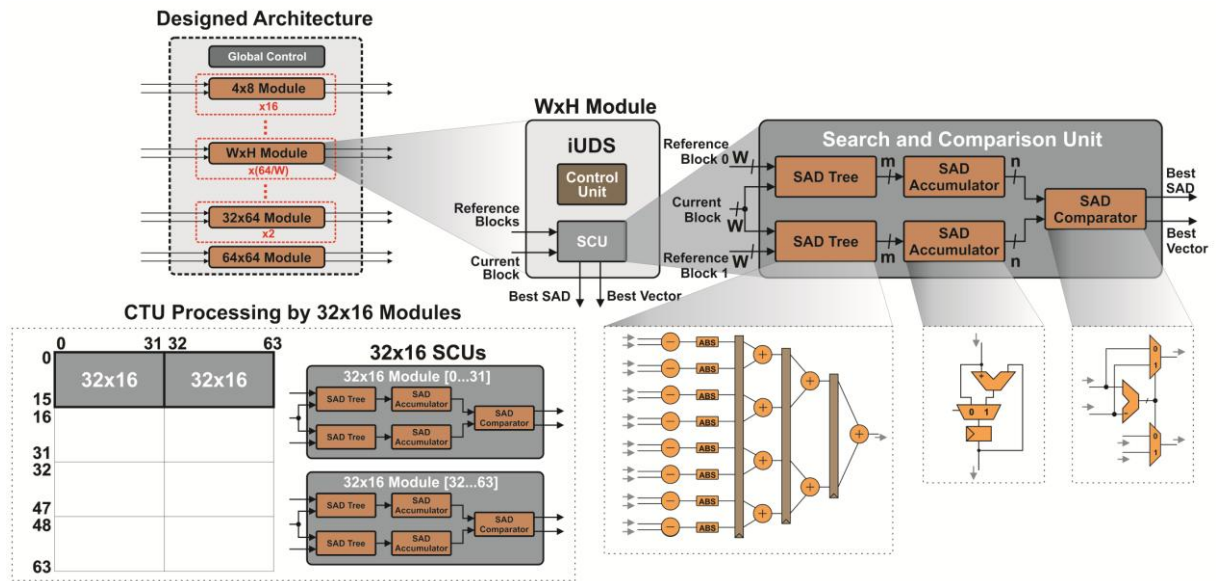 Designed Architecture
Global Control
4x8 Module
x16
WxH Module
x(64/W)
32x64 Module
x2
64x64 Module
WxH Module
iUDS
Control
Unit
SCU
Reference
Blocks
Current
Block
Best SAD
Best Vector
Search and Comparison Unit
Reference
Block 0
W
Current
Block
W
Reference
Block 1
W
SAD Tree
m
SAD
Accumulator
n
SAD Tree
m
SAD
Accumulator
n
SAD
Comparator
Best
SAD
Best
Vector
CTU Processing by 32x16 Modules
0 31 32 63
0
15
16
31
32
47
48
63
32x16 32x16
32x16 SCUs
32x16 Module [0...31]
SAD Tree
SAD
Accumulator
SAD Tree
SAD
Accumulator
SAD
Comparator
32x16 Module [32...63]
SAD Tree
SAD
Accumulator
SAD Tree
SAD
Accumulator
SAD
Comparator
− ABS
− ABS
− ABS
− ABS
− ABS
− ABS
− ABS
− ABS
+
+
+
+
+
+
+
+
0 1
0
1
0
1